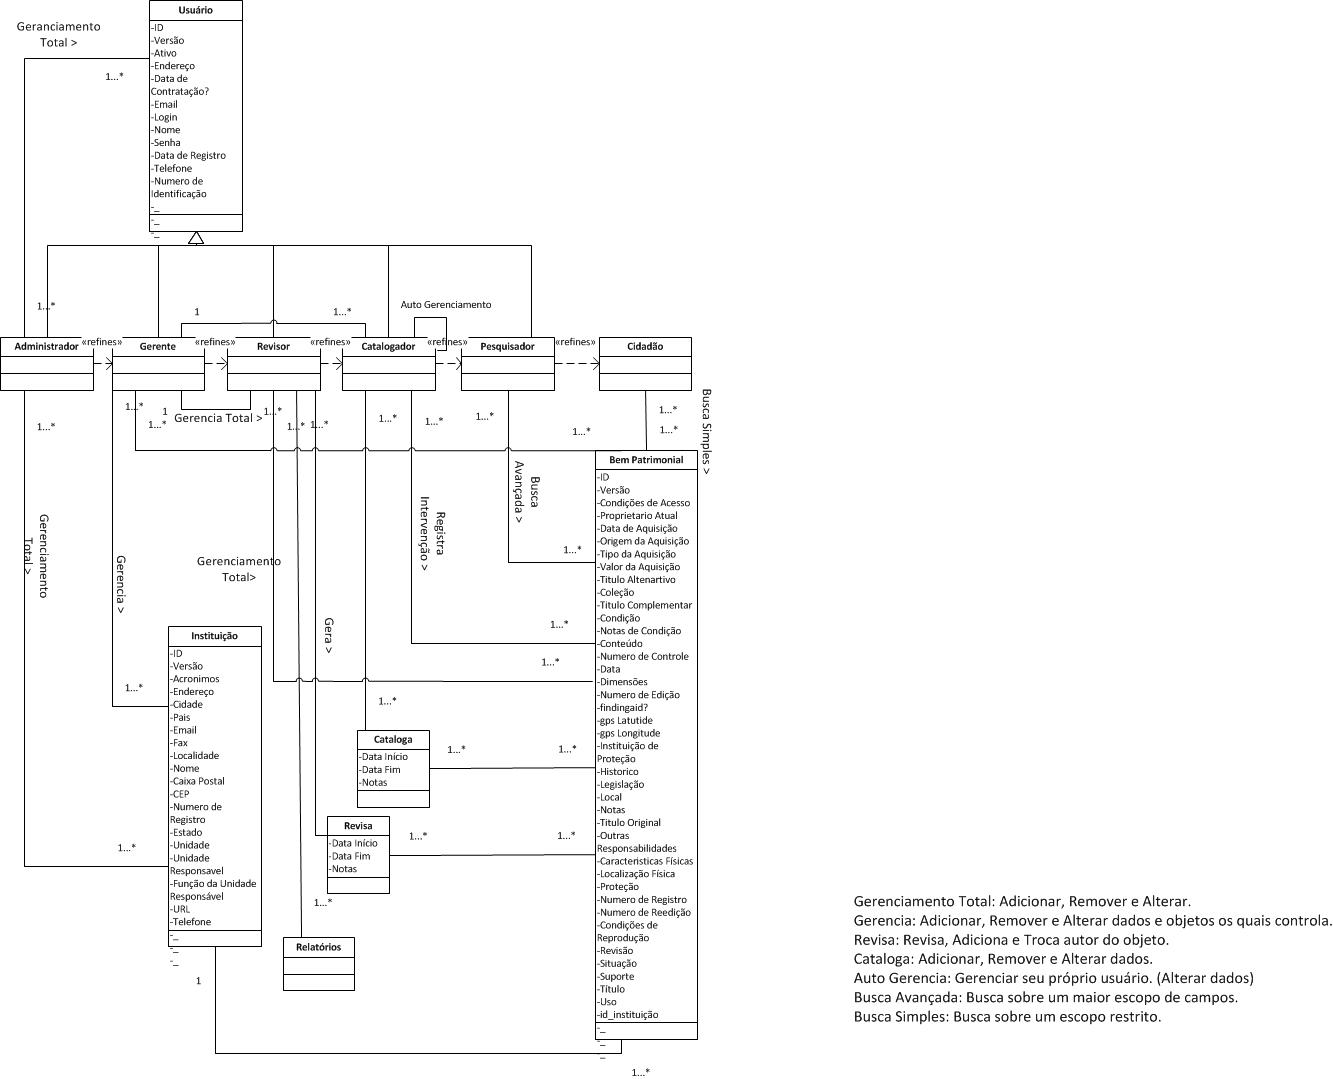 Usuário
-ID
-Versão
-Ativo
-Endereço
-Data de
Contratação?
-Email
-Login
-Nome
-Senha
-Data de Registro
-Telefone
-Numero de
Identificação
-_
-_
-_
Geranciamento
Total >
1...*
1...*
1
1...*
Auto Gerenciamento
Administrador
«refines»
Gerente
«refines»
Revisor
«refines»
Catalogador
«refines»
Pesquisador
«refines»
Cidadão
1...*
1...*
1
1...*
Gerencia Total >
1...*
1...*
1...*
1...*
1...*
1...*
1...*
1...*
1...*
Busca Simples >
Busca
Avançada >
Registra
Intervenção >
Gerenciamento
Total >
Gerencia >
Gerenciamento
Total>
Gera >
1...*
1...*
1...*
1...*
1...*
1...*
Instituição
-ID
-Versão
-Acronimos
-Endereço
-Cidade
-Pais
-Email
-Fax
-Localidade
-Nome
-Caixa Postal
-CEP
-Numero de
Registro
-Estado
-Unidade
-Unidade
Responsavel
-Função da Unidade
Responsável
-URL
-Telefone
-_
-_
-_
Cataloga
-Data Início
-Data Fim
-Notas
1...*
1...*
Revisa
-Data Início
-Data Fim
-Notas
1...*
1...*
1...*
Relatórios
1
1...*
Bem Patrimonial
-ID
-Versão
-Condições de Acesso
-Proprietario Atual
-Data de Aquisição
-Origem da Aquisição
-Tipo da Aquisição
-Valor da Aquisição
-Titulo Altenartivo
-Coleção
-Titulo Complementar
-Condição
-Notas de Condição
-Conteúdo
-Numero de Controle
-Data
-Dimensões
-Numero de Edição
-findingaid?
-gps Latutide
-gps Longitude
-Instituição de
Proteção
-Historico
-Legislação
-Local
-Notas
-Titulo Original
-Outras
Responsabilidades
-Caracteristicas Físicas
-Localização Física
-Proteção
-Numero de Registro
-Numero de Reedição
-Condições de
Reprodução
-Revisão
-Situação
-Suporte
-Título
-Uso
-id_instituição
-_
-_
-_
Gerenciamento Total: Adicionar, Remover e Alterar.
Gerencia: Adicionar, Remover e Alterar dados e objetos os quais controla.
Revisa: Revisa, Adiciona e Troca autor do objeto.
Cataloga: Adicionar, Remover e Alterar dados.
Auto Gerencia: Gerenciar seu próprio usuário. (Alterar dados)
Busca Avançada: Busca sobre um maior escopo de campos.
Busca Simples: Busca sobre um escopo restrito.